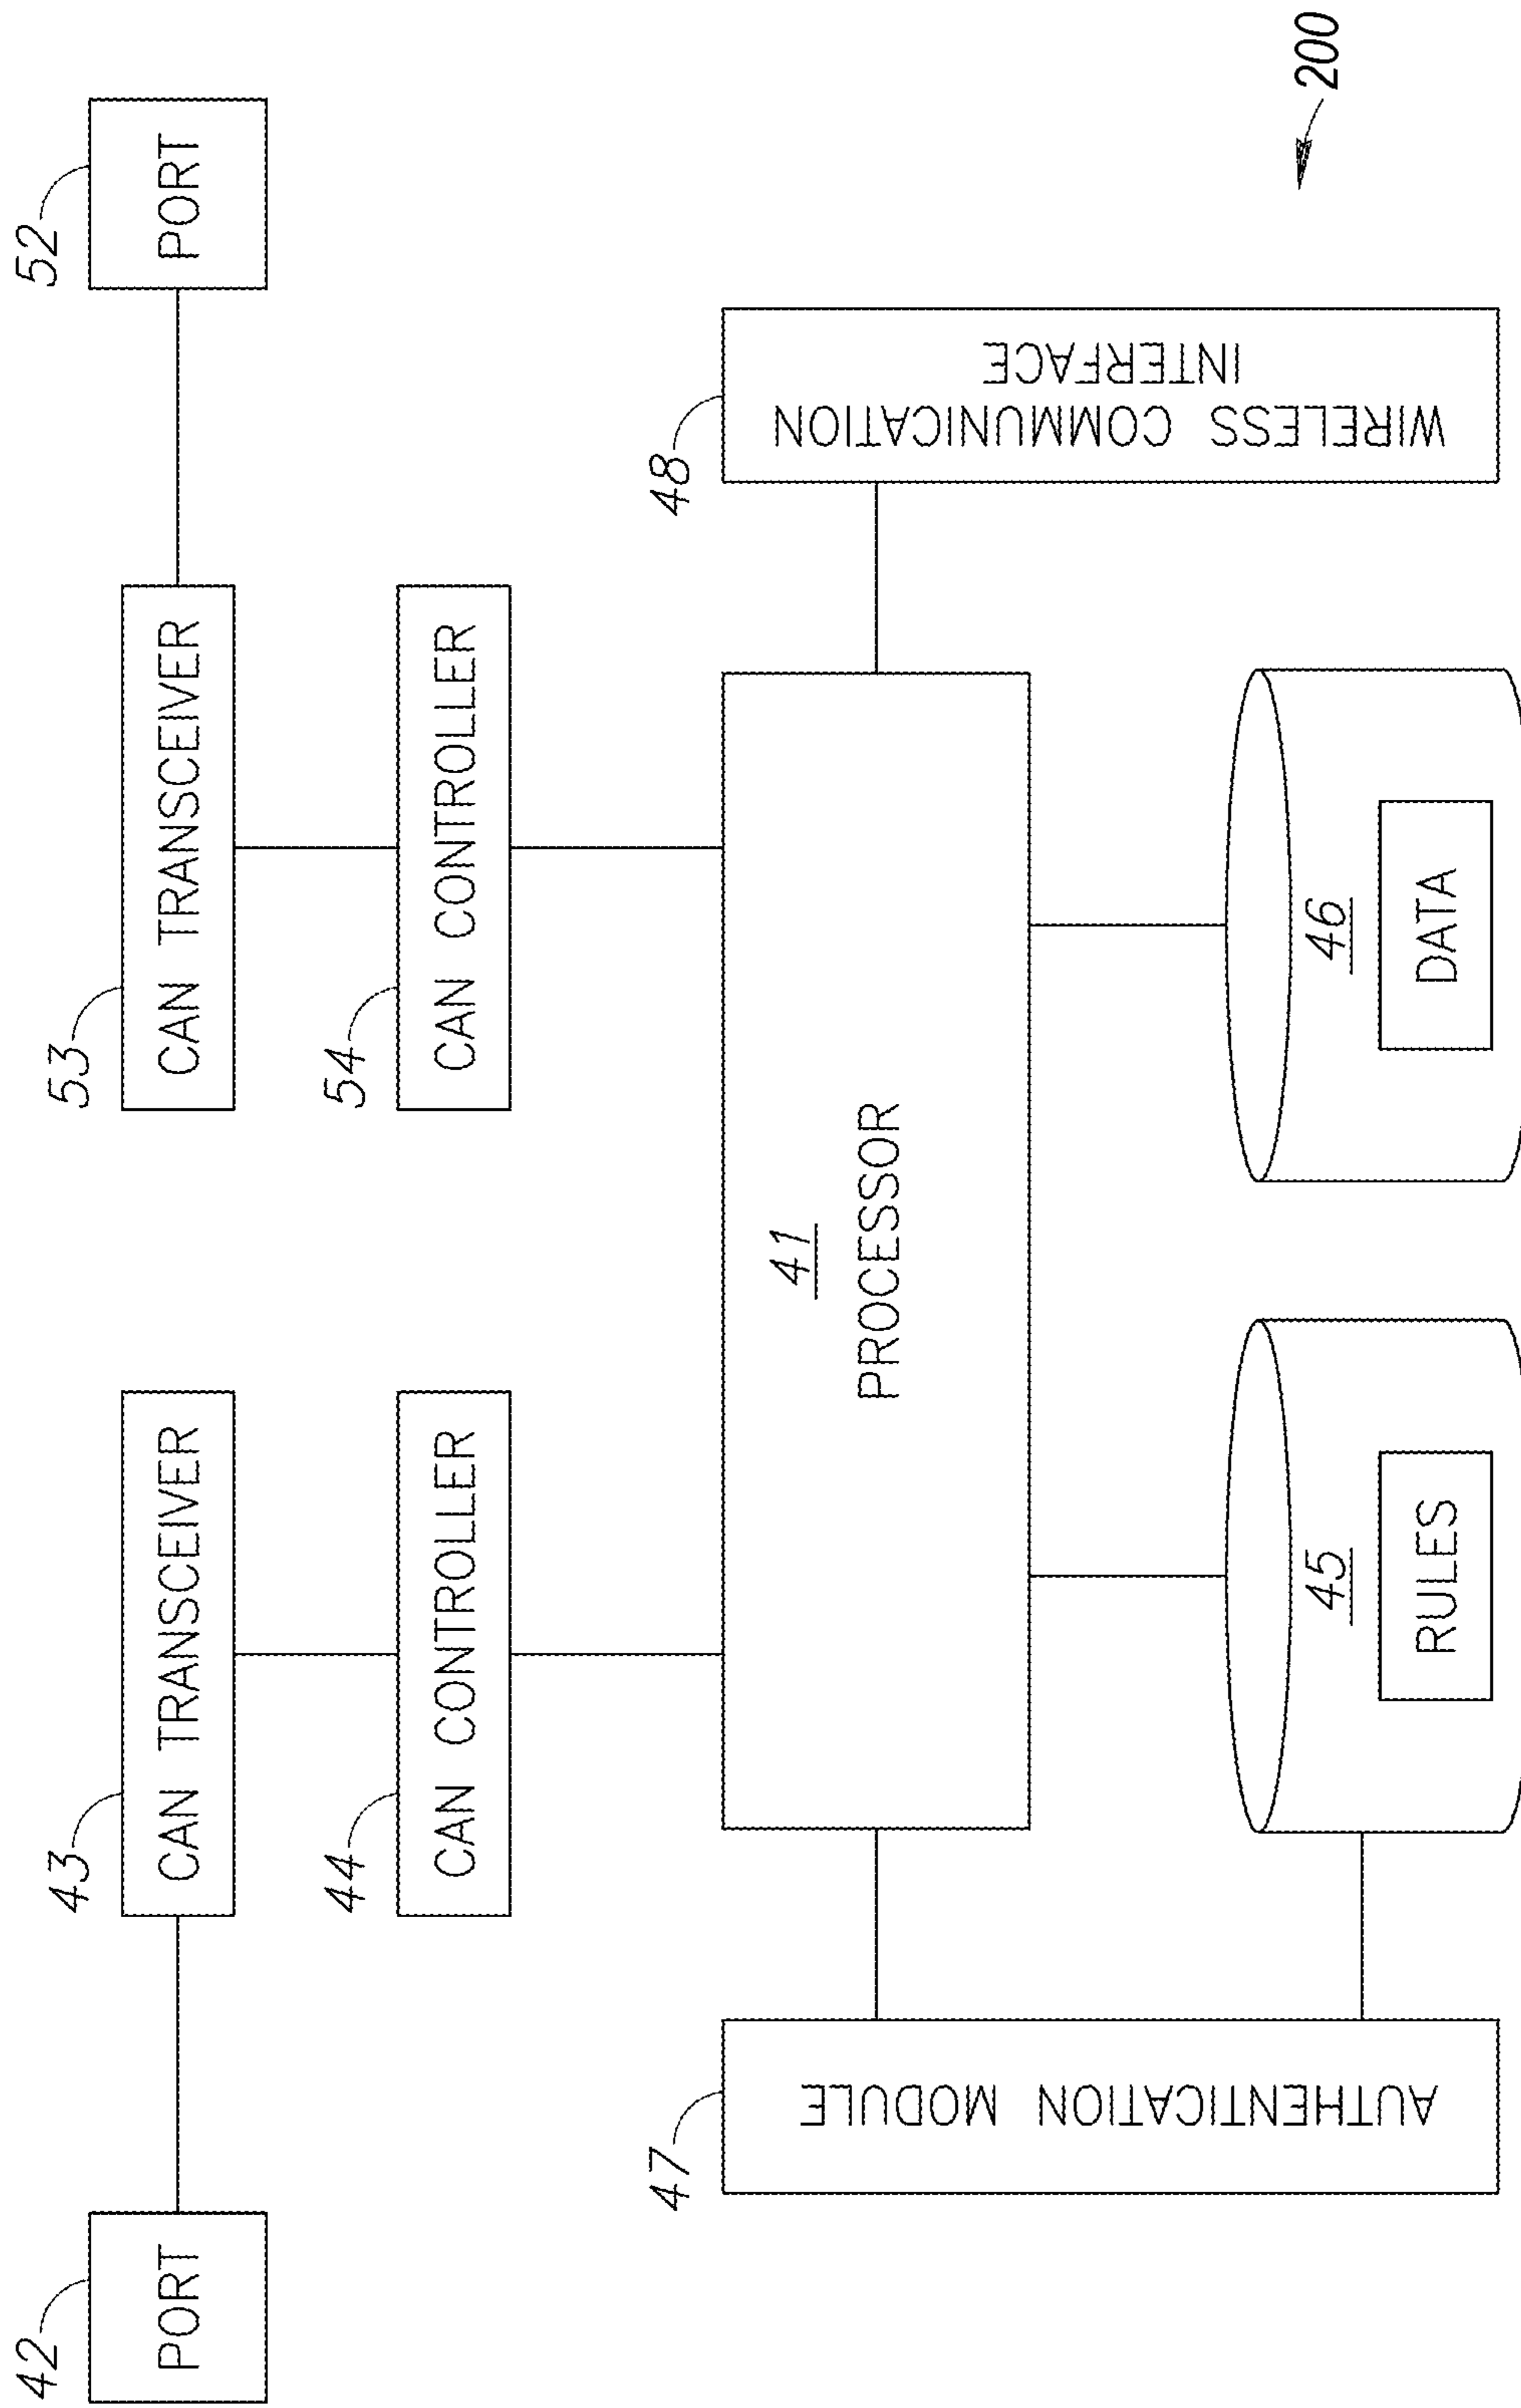 42
PORT
43
CAN TRANSCEIVER
53
CAN TRANSCEIVER
52
PORT
44
CAN CONTROLLER
54
CAN CONTROLLER
47
AUTHENTICATION MODULE
41
PROCESSOR
48
WIRELESS COMMUNICATION
INTERFACE
45
RULES
46
DATA
200